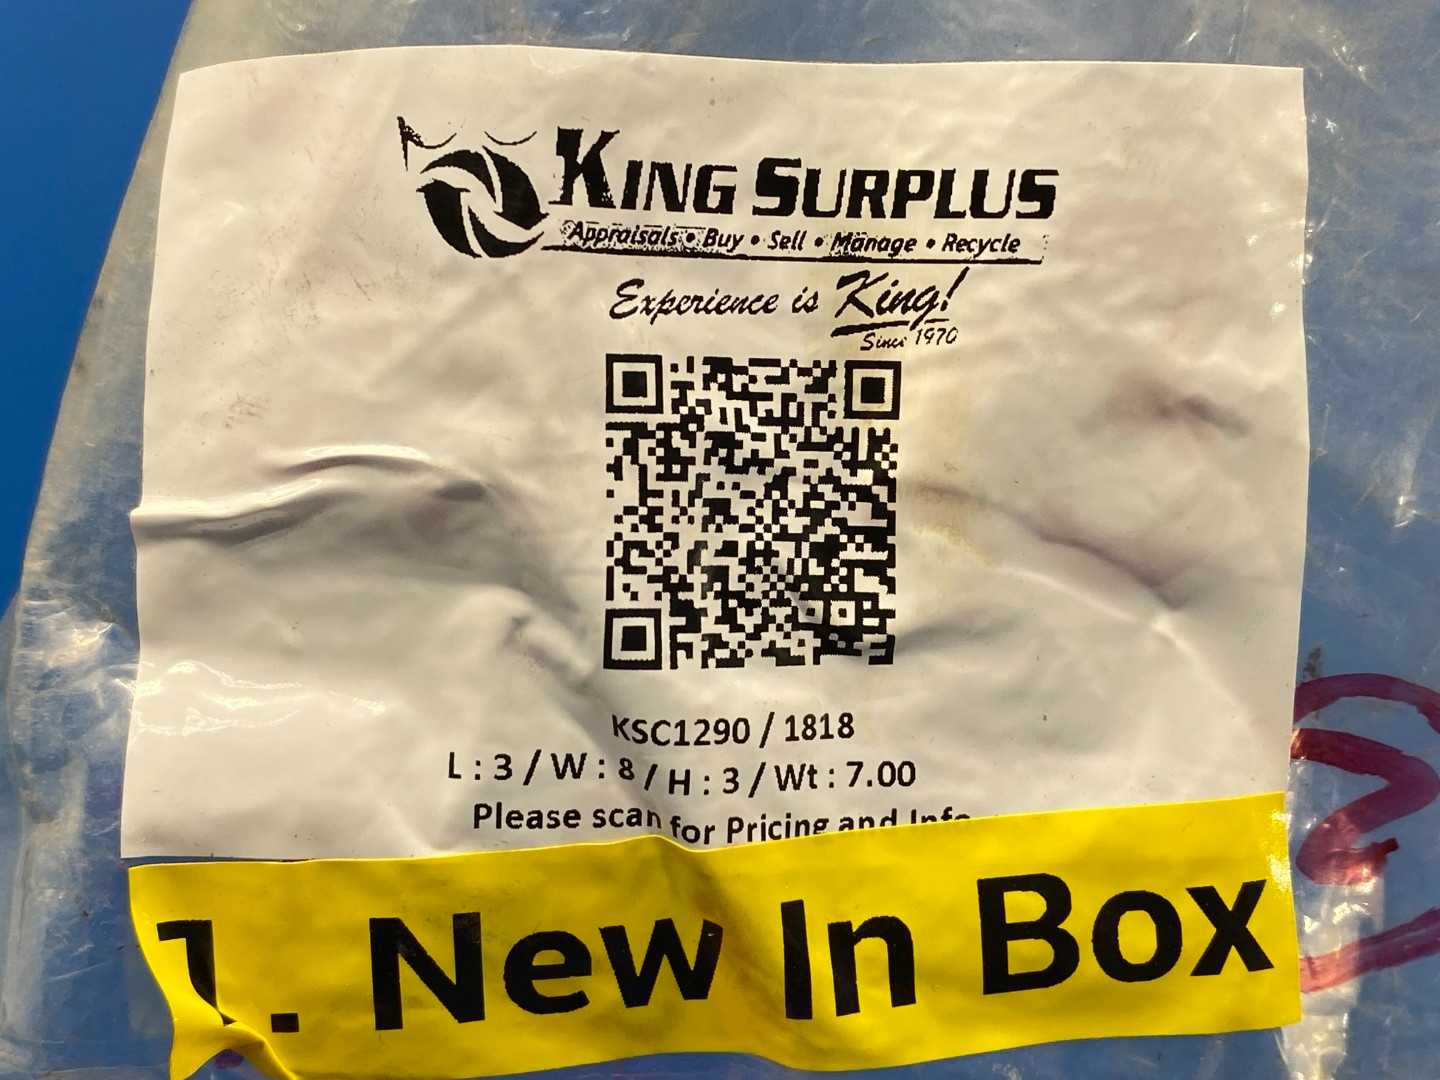 KING SURPLUS
Appraisals • Buy • Sell • Manage • Recycle
Experience is King!
Since 1970
KSC1290 / 1818
L : 3 / W : 8 / H : 3 / Wt : 7.00
Please scan for Pricing and Info
1. New In Box